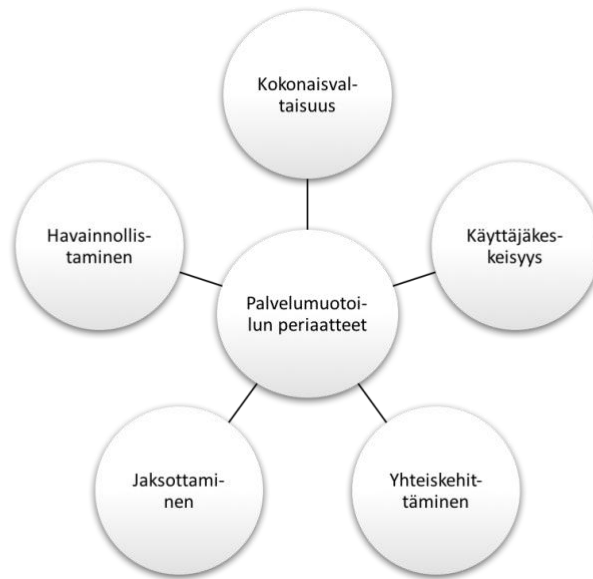 Kokonaisval-
taisuus
Havainnollis-
taminen
Käyttäjäkes-
keisyys
Palvelumuotoi-
lun periaatteet
Jaksottami-
nen
Yhteiskehit-
täminen